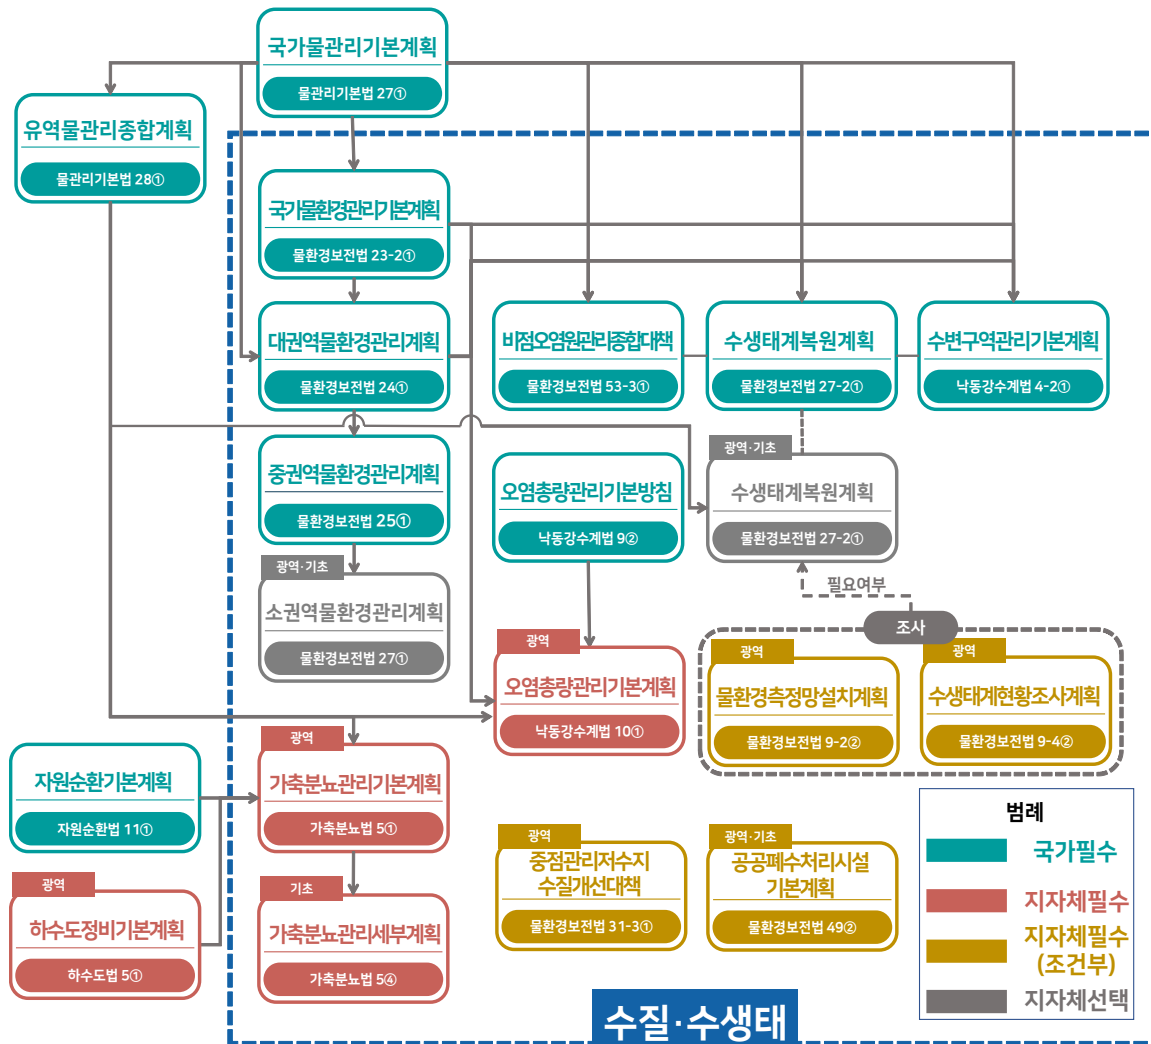 국가물관리기본계획
물관리기본법 27①
유역물관리종합계획
물관리기본법 28①
국가물환경관리기본계획
물환경보전법 23-2①
대권역물환경관리계획
물환경보전법 24①
비점오염원관리종합대책
물환경보전법 53-3①
수생태계복원계획
물환경보전법 27-2①
수변구역관리기본계획
낙동강수계법 4-2①
중권역물환경관리계획
물환경보전법 25①
오염총량관리기본방침
낙동강수계법 9②
광역·기초
수생태계복원계획
물환경보전법 27-2①
필요여부
광역·기초
소권역물환경관리계획
물환경보전법 27①
조사
광역
오염총량관리기본계획
낙동강수계법 10①
광역
물환경측정망설치계획
물환경보전법 9-2②
광역
수생태계현황조사계획
물환경보전법 9-4②
자원순환기본계획
자원순환법 11①
광역
가축분뇨관리기본계획
가축분뇨법 5①
광역
하수도정비기본계획
하수도법 5①
기초
가축분뇨관리세부계획
가축분뇨법 5④
광역
중점관리저수지
수질개선대책
물환경보전법 31-3①
광역·기초
공공폐수처리시설
기본계획
물환경보전법 49②
범례
국가필수
지자체필수
지자체필수
(조건부)
지자체선택
수질·수생태